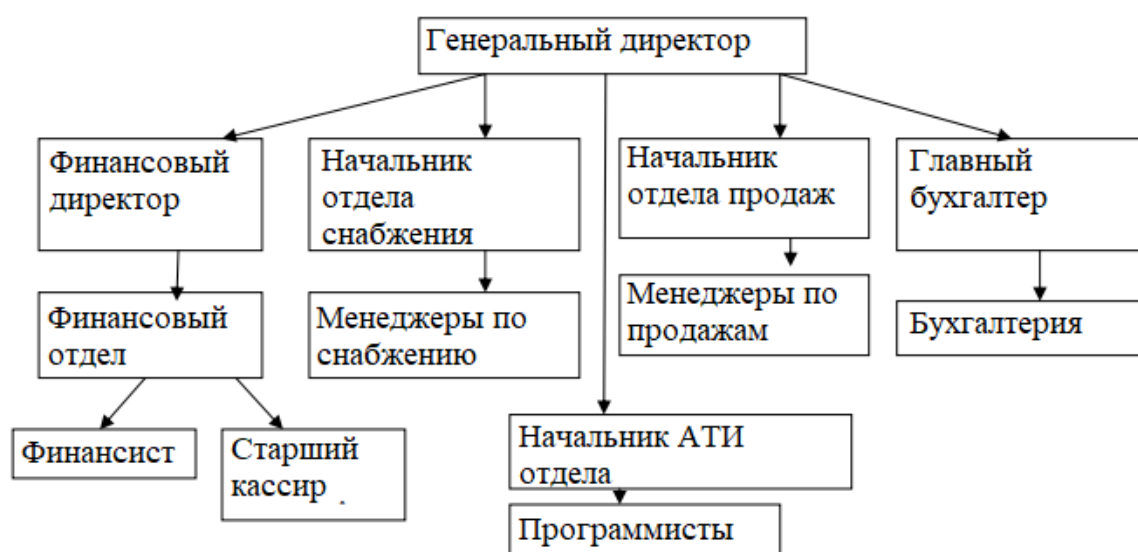 Генеральный директор
Финансовый
директор
Начальник
отдела
снабжения
Начальник
отдела продаж
Главный
бухгалтер
Финансовый
отдел
Менеджеры по
снабжению
Менеджеры по
продажам
Бухгалтерия
Финансист
Старший
кассир .
Начальник АТИ
отдела
Программисты